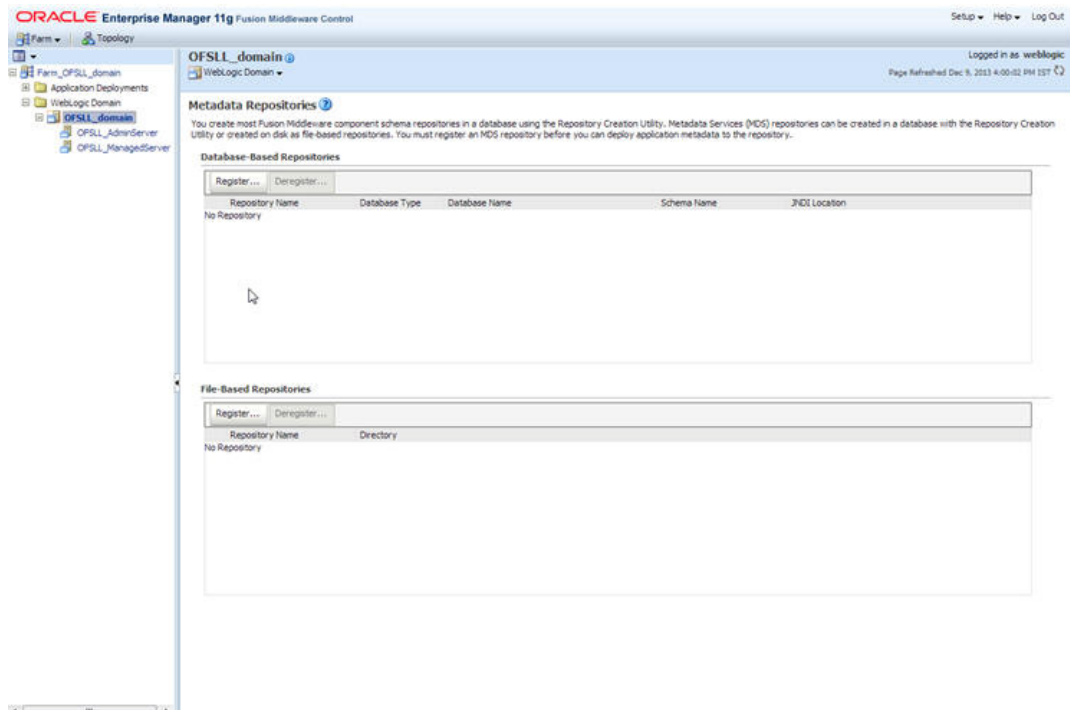 ORACLE Enterprise Manager 11g Fusion Middleware Control
Setup Help Log Out
Farm Topology
Farm_OFSLL_domain
Application Deployments
WebLogic Domain
OFSLL_domain
OFSLL_AdminServer
OFSLL_ManagedServer
OFSLL_domain
WebLogic Domain
Logged in as weblogic
Page Refreshed Dec 9, 2013 4:00:02 PM IST
Metadata Repositories
You create most Fusion Middleware component schema repositories in a database using the Repository Creation Utility. Metadata Services (MDS) repositories can be created in a database with the Repository Creation
Utility or created on disk as file-based repositories. You must register an MDS repository before you can deploy application metadata to the repository.
Database-Based Repositories
Register... Deregister...
Repository Name Database Type Database Name Schema Name JNDI Location
No Repository
File-Based Repositories
Register... Deregister...
Repository Name Directory
No Repository